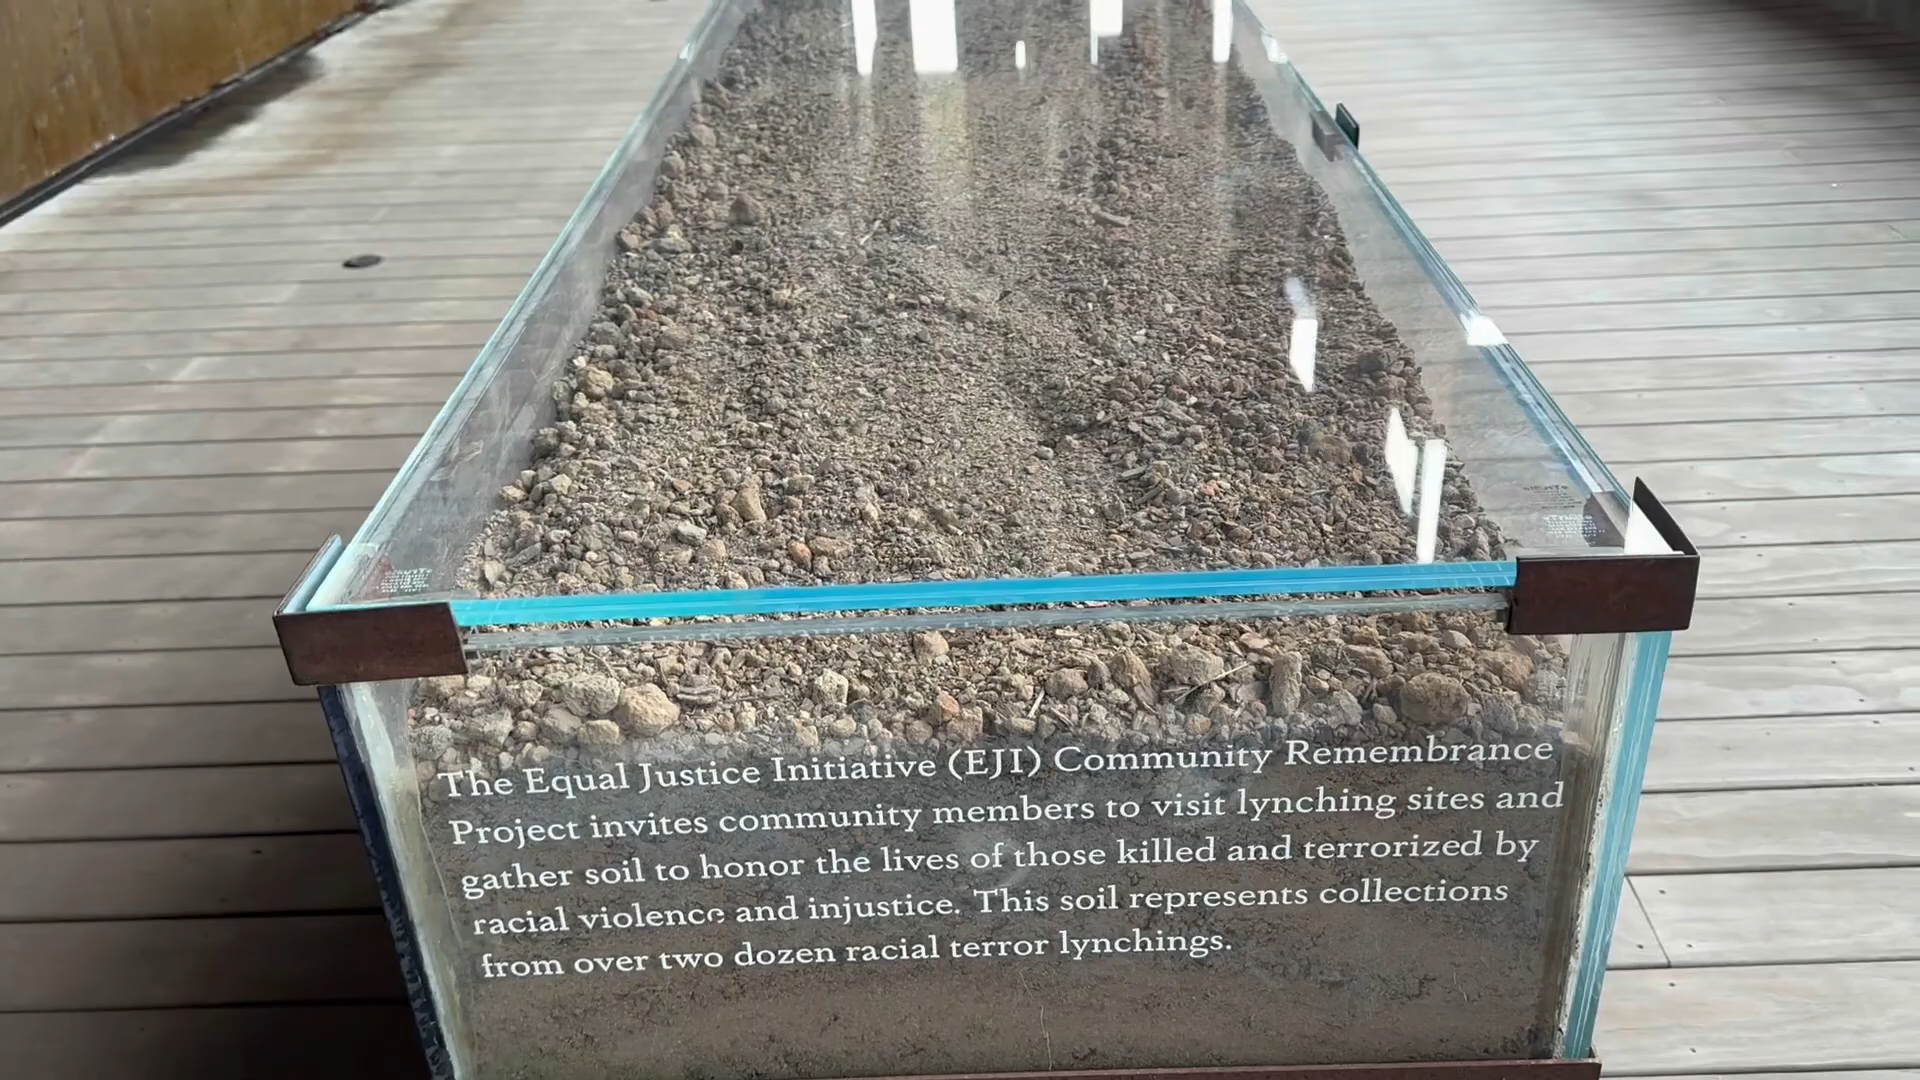 The Equal Justice Initiative (EJI) Community Remembrance
Project invites community members to visit lynching sites and
gather soil to honor the lives of those killed and terrorized by
racial violence and injustice. This soil represents collections
from over two dozen racial terror lynchings.